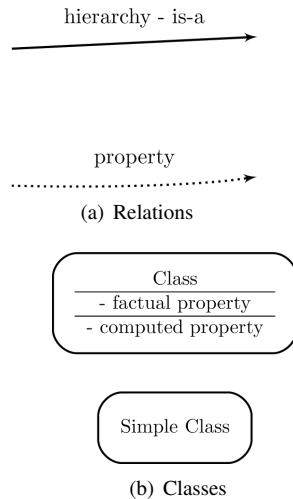 hierarchy - is-a
property
(a) Relations
Class
- factual property
- computed property
Simple Class
(b) Classes